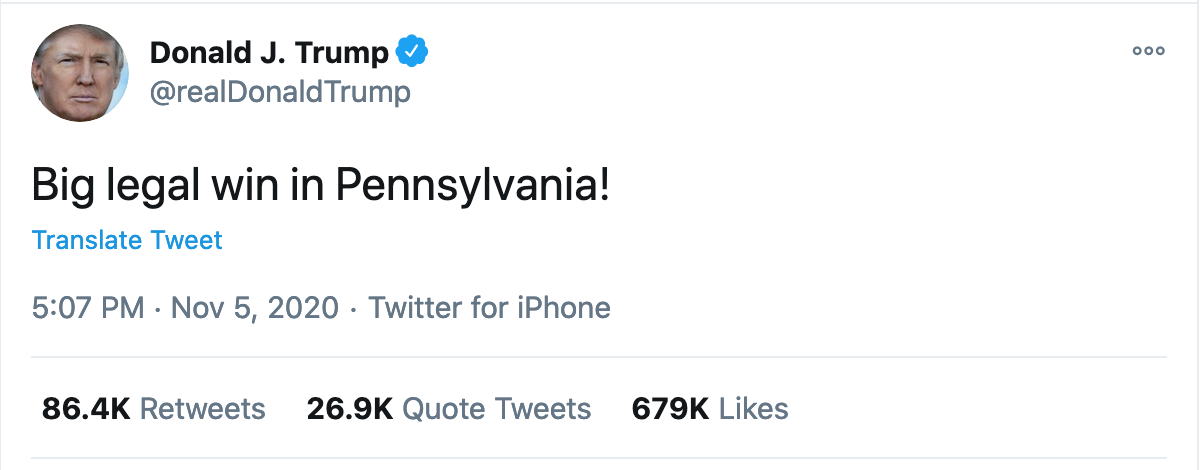 Donald J. Trump
@realDonaldTrump
Big legal win in Pennsylvania!
Translate Tweet
5:07 PM · Nov 5, 2020 · Twitter for iPhone
86.4K Retweets 26.9K Quote Tweets 679K Likes